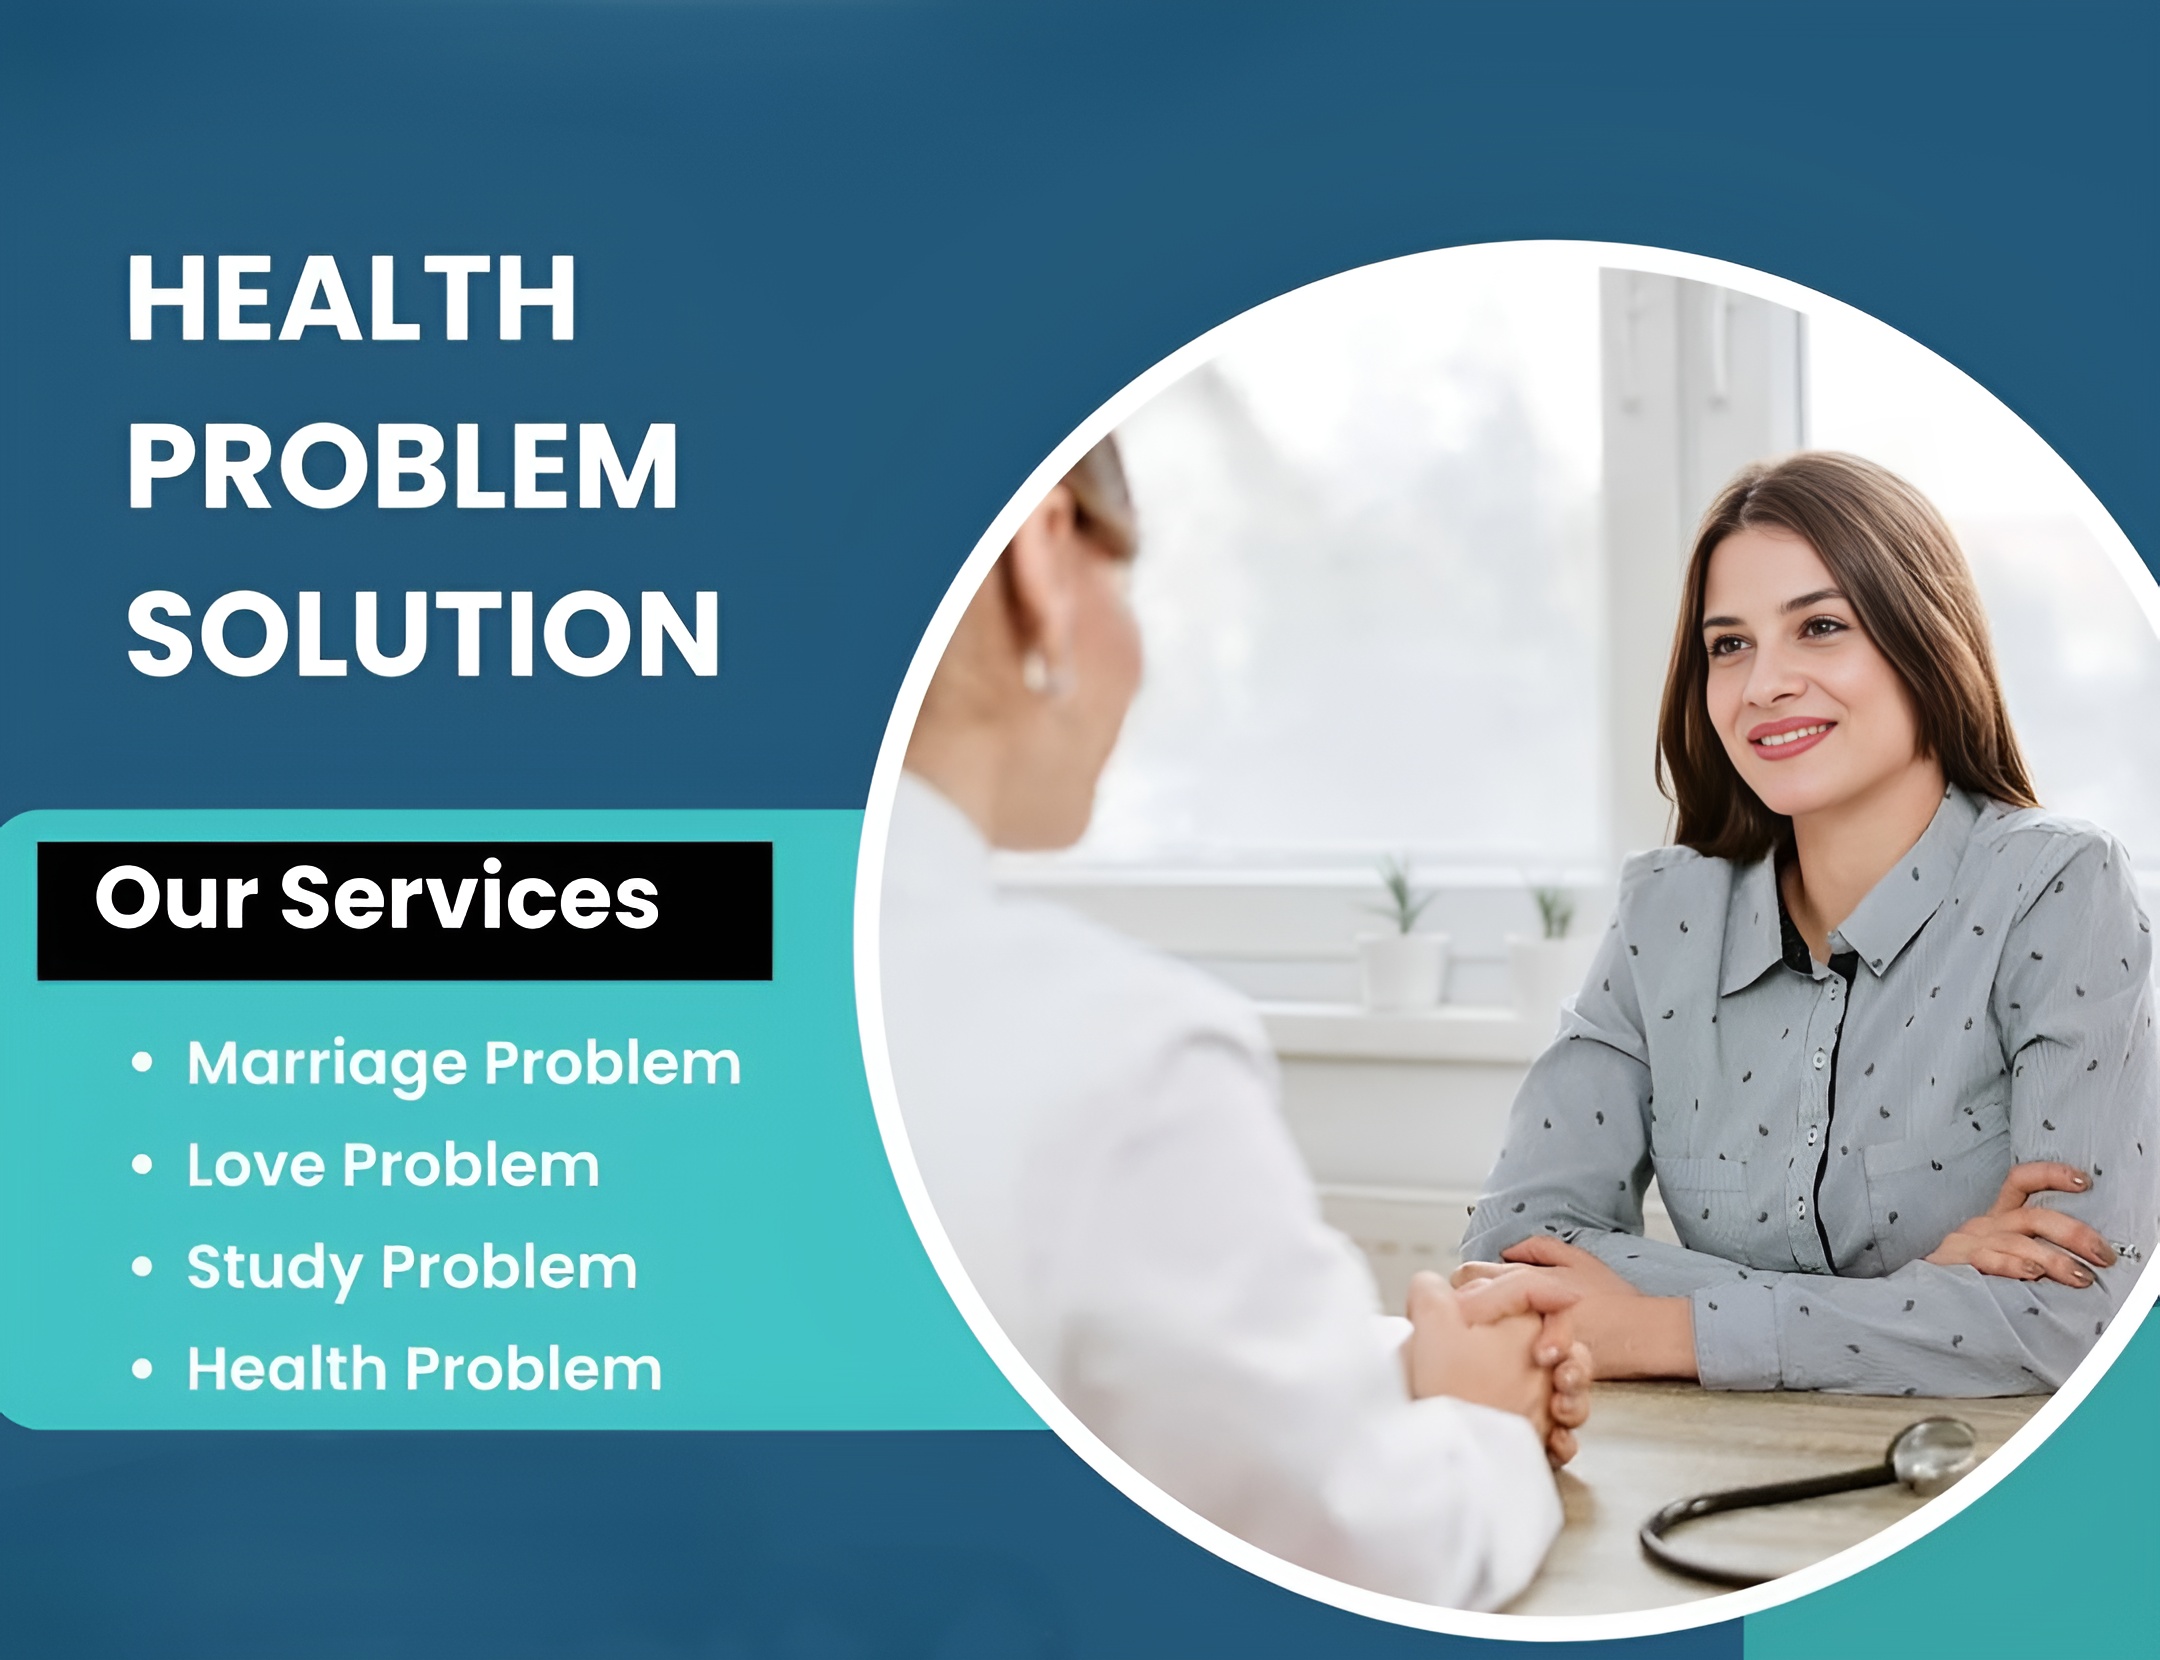 HEALTH
PROBLEM
SOLUTION
Our Services
• Marriage Problem
• Love Problem
• Study Problem
• Health Problem